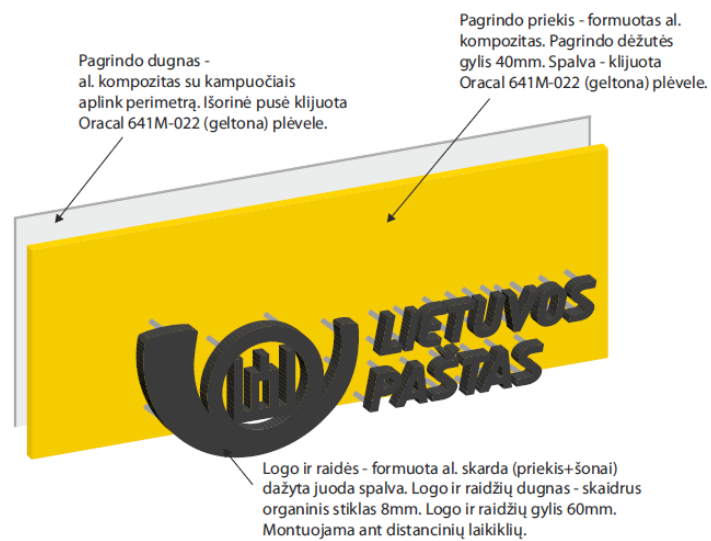 Pagrindo priekis - formuotas al.
kompozitas. Pagrindo dėžutės
gylis 40mm. Spalva - klijuota
Oracal 641M-022 (geltona) plėvele.
Pagrindo dugnas -
al. kompozitas su kampuočiais
aplink perimetrą. Išorinė pusė klijuota
Oracal 641M-022 (geltona) plėvele.
LIETUVOS
PAŠTAS
Logo ir raidės - formuota al. skarda (priekis+šonai)
dažyta juoda spalva. Logo ir raidžių dugnas - skaidrus
organinis stiklas 8mm. Logo ir raidžių gylis 60mm.
Montuojama ant distancinių laikiklių.